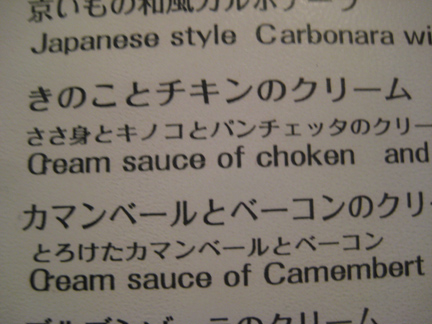 京いもの和風カルボナーラ
Japanese style Carbonara wi
きのことチキンのクリーム
ささ身とキノコとパンチェッタのクリー
Cream sauce of choken and
カマンベールとベーコンのクリ
とろけたカマンベールとベーコン
Cream sauce of Camembert